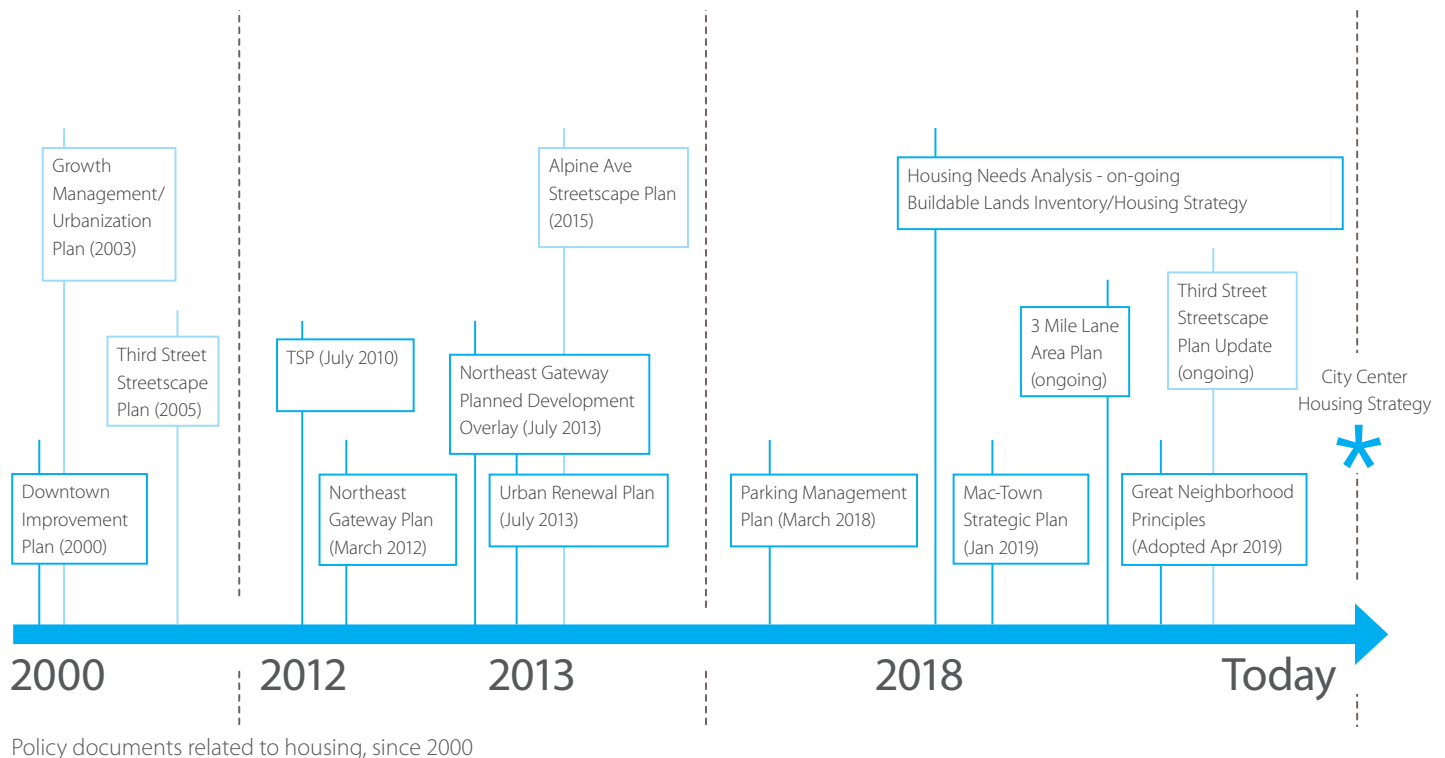 Growth
Management/
Urbanization
Plan (2003)
Third Street
Streetscape
Plan (2005)
Downtown
Improvement
Plan (2000)
TSP (July 2010)
Northeast
Gateway Plan
(March 2012)
Alpine Ave
Streetscape Plan
(2015)
Northeast Gateway
Planned Development
Overlay (July 2013)
Urban Renewal Plan
(July 2013)
Housing Needs Analysis - on-going
Buildable Lands Inventory/Housing Strategy
Parking Management
Plan (March 2018)
Mac-Town
Strategic Plan
(Jan 2019)
3 Mile Lane
Area Plan
(ongoing)
Third Street
Streetscape
Plan Update
(ongoing)
Great Neighborhood
Principles
(Adopted Apr 2019)
City Center
Housing Strategy
*
2000
2012
2013
2018
Today
Policy documents related to housing, since 2000